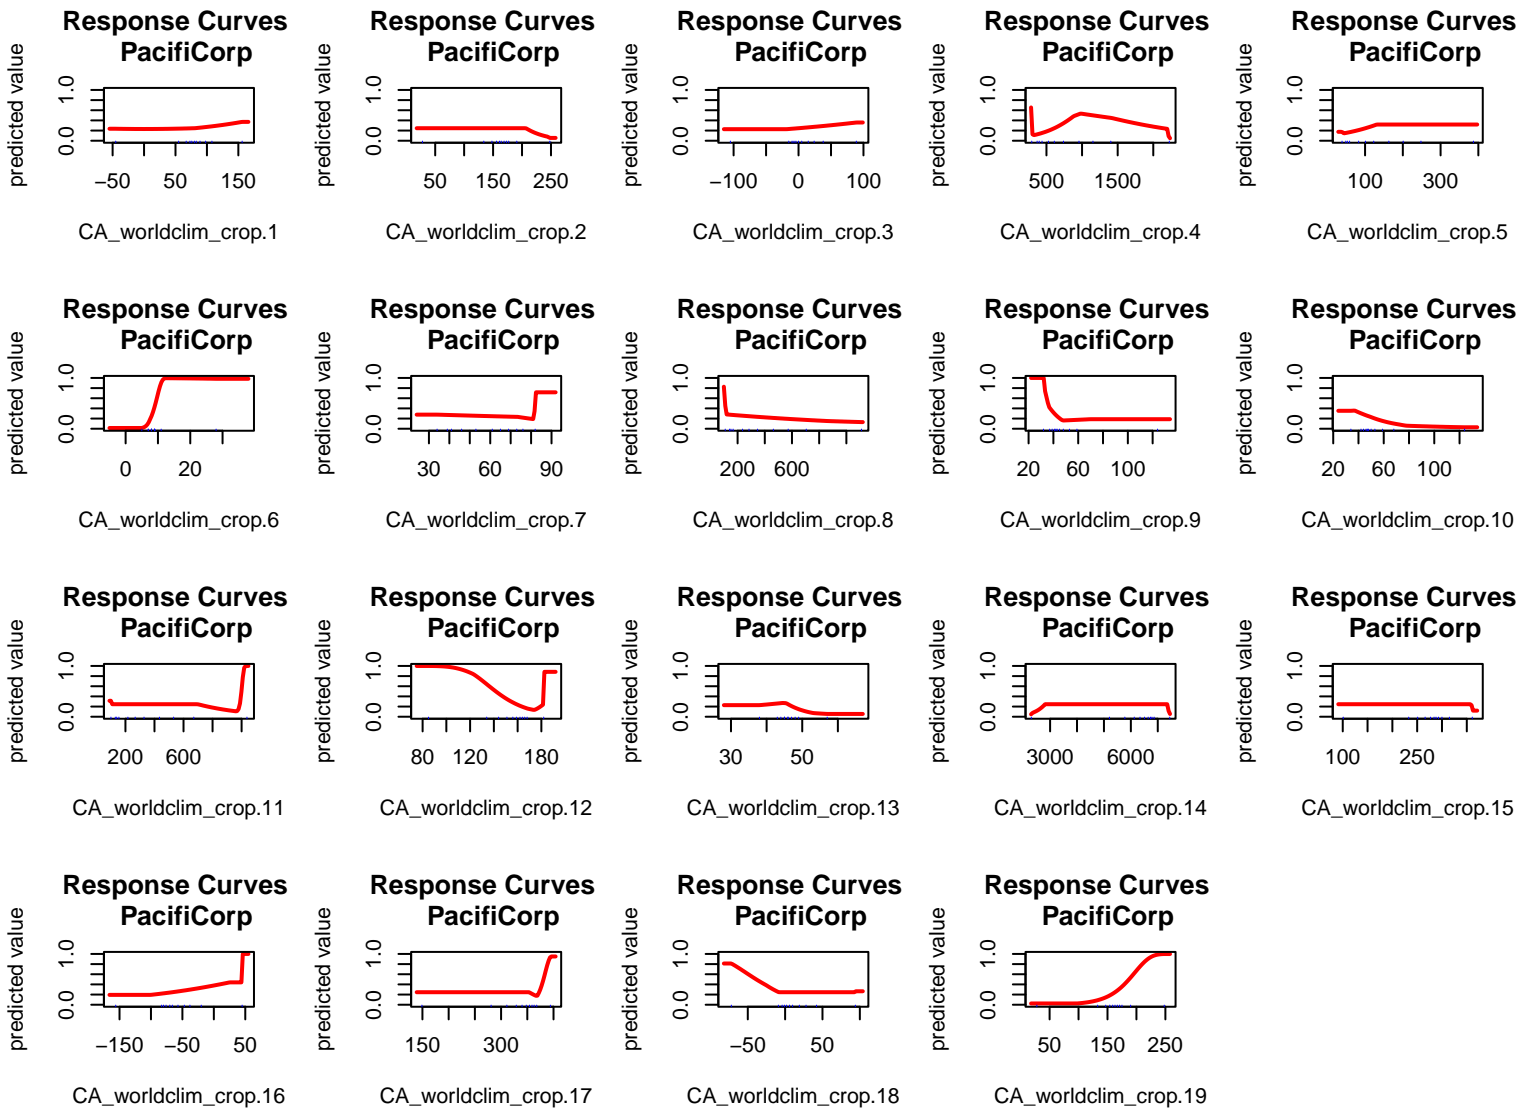 Response Curves
PacifiCorp
predicted value
0.0 1.0
−50 50 150
CA_worldclim_crop.1
Response Curves
PacifiCorp
predicted value
0.0 1.0
50 150 250
CA_worldclim_crop.2
Response Curves
PacifiCorp
predicted value
0.0 1.0
−100 0 100
CA_worldclim_crop.3
Response Curves
PacifiCorp
predicted value
0.0 1.0
500 1500
CA_worldclim_crop.4
Response Curves
PacifiCorp
predicted value
0.0 1.0
100 300
CA_worldclim_crop.5
Response Curves
PacifiCorp
predicted value
0.0 1.0
0 20
CA_worldclim_crop.6
Response Curves
PacifiCorp
predicted value
0.0 1.0
30 60 90
CA_worldclim_crop.7
Response Curves
PacifiCorp
predicted value
0.0 1.0
200 600
CA_worldclim_crop.8
Response Curves
PacifiCorp
predicted value
0.0 1.0
20 60 100
CA_worldclim_crop.9
Response Curves
PacifiCorp
predicted value
0.0 1.0
20 60 100
CA_worldclim_crop.10
Response Curves
PacifiCorp
predicted value
0.0 1.0
200 600
CA_worldclim_crop.11
Response Curves
PacifiCorp
predicted value
0.0 1.0
80 120 180
CA_worldclim_crop.12
Response Curves
PacifiCorp
predicted value
0.0 1.0
30 50
CA_worldclim_crop.13
Response Curves
PacifiCorp
predicted value
0.0 1.0
3000 6000
CA_worldclim_crop.14
Response Curves
PacifiCorp
predicted value
0.0 1.0
100 250
CA_worldclim_crop.15
Response Curves
PacifiCorp
predicted value
0.0 1.0
−150 −50 50
CA_worldclim_crop.16
Response Curves
PacifiCorp
predicted value
0.0 1.0
150 300
CA_worldclim_crop.17
Response Curves
PacifiCorp
predicted value
0.0 1.0
−50 50
CA_worldclim_crop.18
Response Curves
PacifiCorp
predicted value
0.0 1.0
50 150 250
CA_worldclim_crop.19